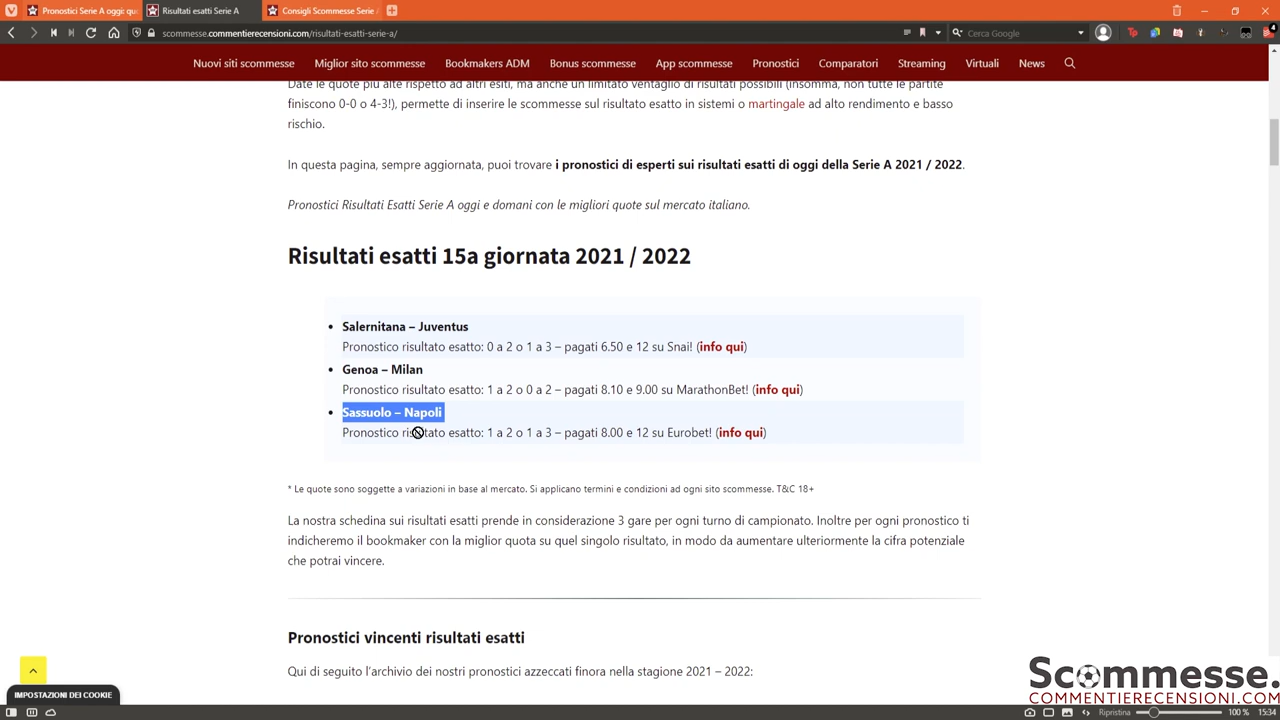 Pronostici Serie A oggi: qu
Risultati esatti Serie A
Consigli Scommesse Serie
scommesse.commentierecensioni.com/risultati-esatti-serie-a/
Cerca Google
4
Nuovi siti scommesse
Miglior sito scommesse
Bookmakers ADM
Bonus scommesse
App scommesse
Pronostici
Comparatori
Streaming
Virtuali
News
Date le quote più alte rispetto ad altri esiti, ma anche un limitato ventaglio di risultati possibili (insomma, non tutte le partite
finiscono 0-0 o 4-3!), permette di inserire le scommesse sul risultato esatto in sistemi o martingale ad alto rendimento e basso
rischio.
In questa pagina, sempre aggiornata, puoi trovare i pronostici di esperti sui risultati esatti di oggi della Serie A 2021 / 2022.
Pronostici Risultati Esatti Serie A oggi e domani con le migliori quote sul mercato italiano.
Risultati esatti 15a giornata 2021 / 2022
Salernitana – Juventus
Pronostico risultato esatto: 0 a 2 o 1 a 3 – pagati 6.50 e 12 su Snai! (info qui)
Genoa – Milan
Pronostico risultato esatto: 1 a 2 o 0 a 2 – pagati 8.10 e 9.00 su MarathonBet! (info qui)
Sassuolo – Napoli
Pronostico risultato esatto: 1 a 2 o 1 a 3 – pagati 8.00 e 12 su Eurobet! (info qui)
* Le quote sono soggette a variazioni in base al mercato. Si applicano termini e condizioni ad ogni sito scommesse. T&C 18+
La nostra schedina sui risultati esatti prende in considerazione 3 gare per ogni turno di campionato. Inoltre per ogni pronostico ti
indicheremo il bookmaker con la miglior quota su quel singolo risultato, in modo da aumentare ulteriormente la cifra potenziale
che potrai vincere.
Pronostici vincenti risultati esatti
Qui di seguito l'archivio dei nostri pronostici azzeccati finora nella stagione 2021 – 2022:
IMPOSTAZIONI DEI COOKIE
Scommesse.
COMMENTIERECENSIONI.COM
Ripristina
100 %
15:34